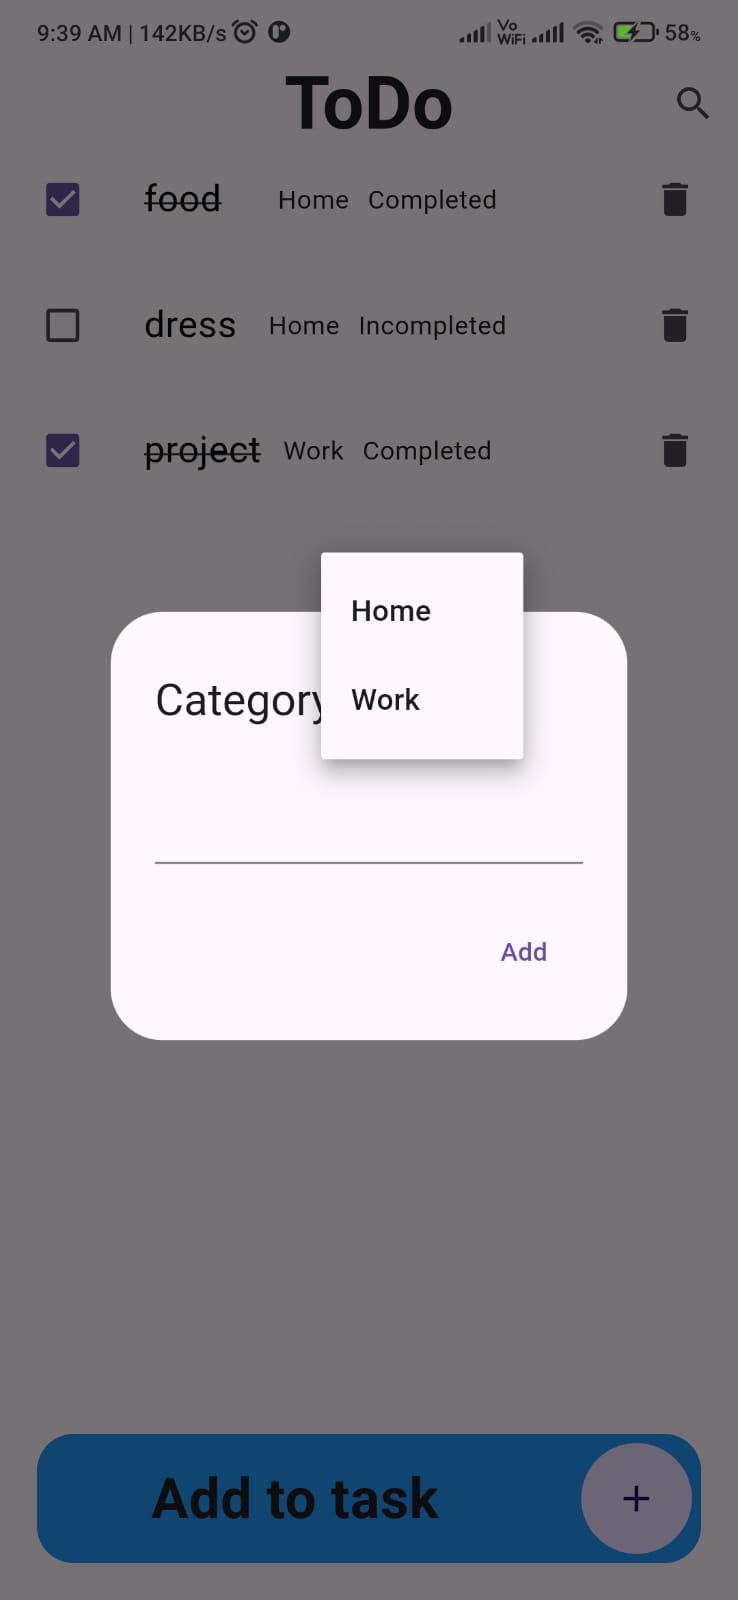 9:39 AM | 142KB/s Vo WiFi 58%
ToDo
food Home Completed
dress Home Incompleted
project Work Completed
Home
Category
Work
Add
Add to task +